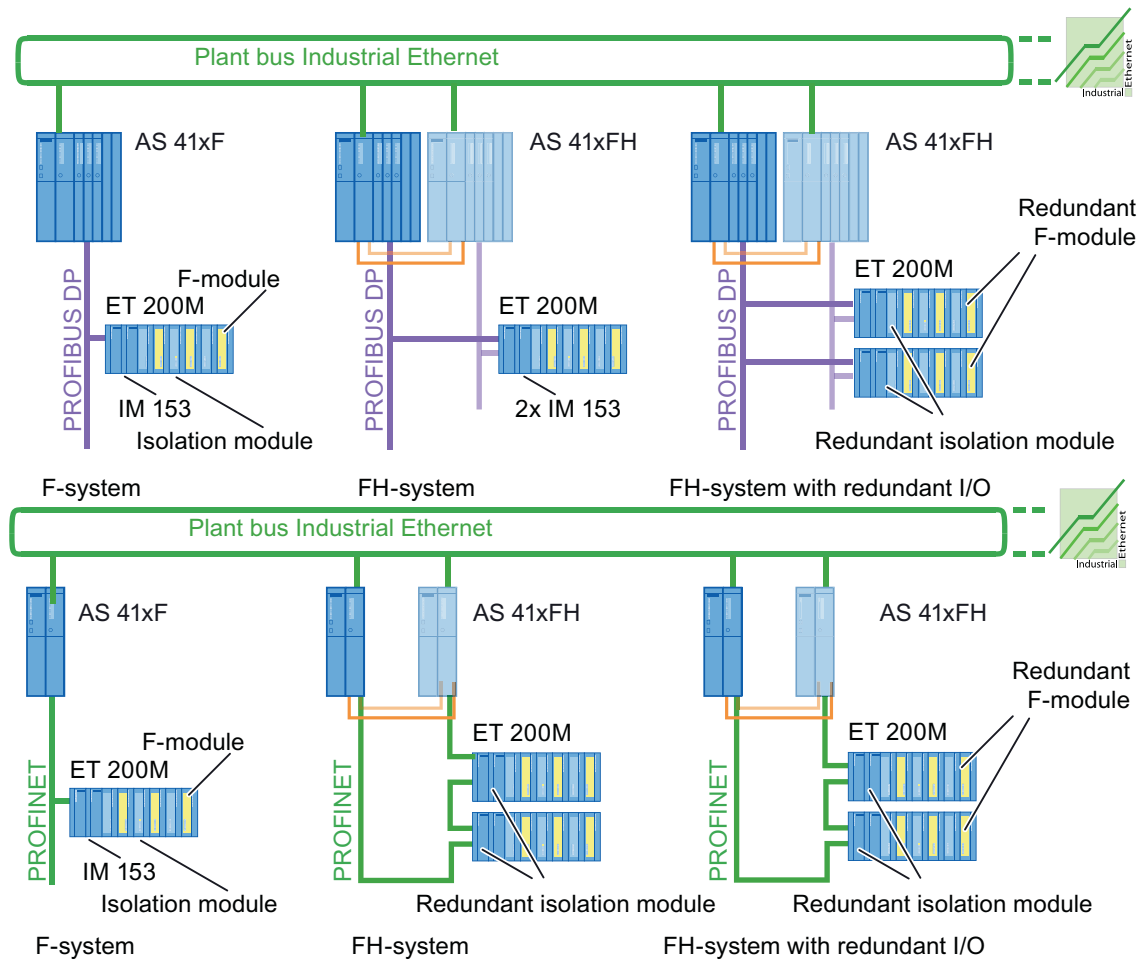 Plant bus Industrial Ethernet
Industrial
Ethernet
AS 41xF
AS 41xFH
AS 41xFH
Redundant
F-module
F-module
ET 200M
ET 200M
ET 200M
PROFIBUS DP
PROFIBUS DP
PROFIBUS DP
IM 153
2x IM 153
Isolation module
Redundant isolation module
F-system
FH-system
FH-system with redundant I/O
Plant bus Industrial Ethernet
Industrial
Ethernet
AS 41xF
AS 41xFH
AS 41xFH
Redundant
F-module
F-module
ET 200M
ET 200M
ET 200M
PROFINET
PROFINET
PROFINET
IM 153
Isolation module
Redundant isolation module
Redundant isolation module
F-system
FH-system
FH-system with redundant I/O